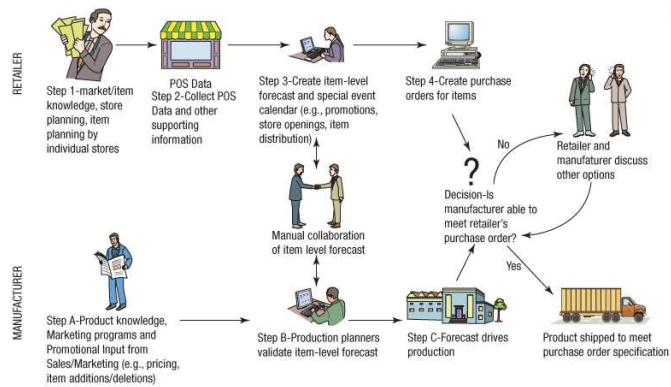 RETAILER
Step 1-market/item
knowledge, store
planning, item
planning by
individual stores
POS Data
Step 2-Collect POS
Data and other
supporting
information
Step 3-Create item-level
forecast and special event
calendar (e.g., promotions,
store openings, item
distribution)
Step 4-Create purchase
orders for items
?
No
Retailer and
manufaturer discuss
other options
Decision-Is
manufacturer able to
meet retailer's
purchase order?
Yes
Manual collaboration
of item level forecast
MANUFACTURER
Step A-Product knowledge,
Marketing programs and
Promotional Input from
Sales/Marketing (e.g., pricing,
item additions/deletions)
Step B-Production planners
validate item-level forecast
Step C-Forecast drives
production
Product shipped to meet
purchase order specification